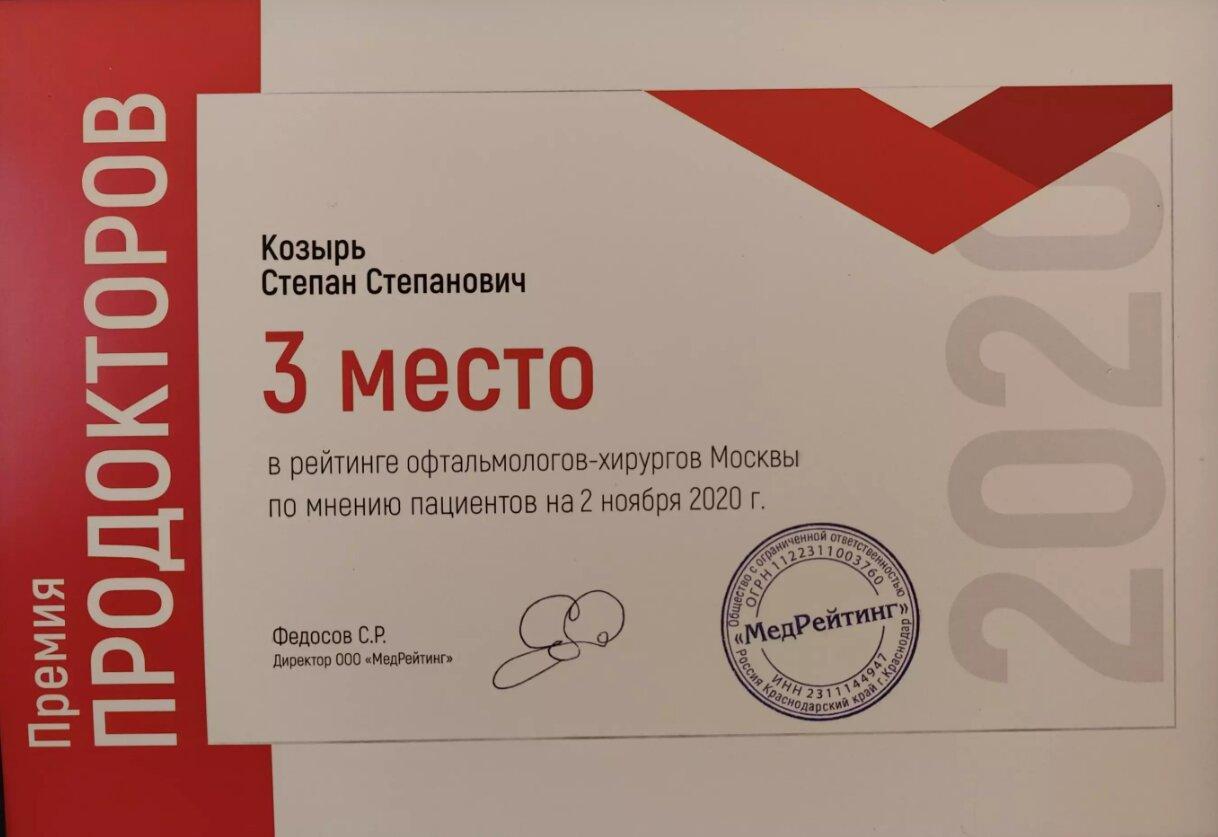 Премия
ПРОДОКТОРОВ
Козырь
Степан Степанович
3 место
в рейтинге офтальмологов-хирургов Москвы
по мнению пациентов на 2 ноября 2020 г.
Федосов С.Р.
Директор ООО «МедРейтинг»
Общество с ограниченной ответственностью
ОГРН 1122311003760
«МедРейтинг»
ИНН 2311144947
Россия Краснодарский край г.Краснодар
2020